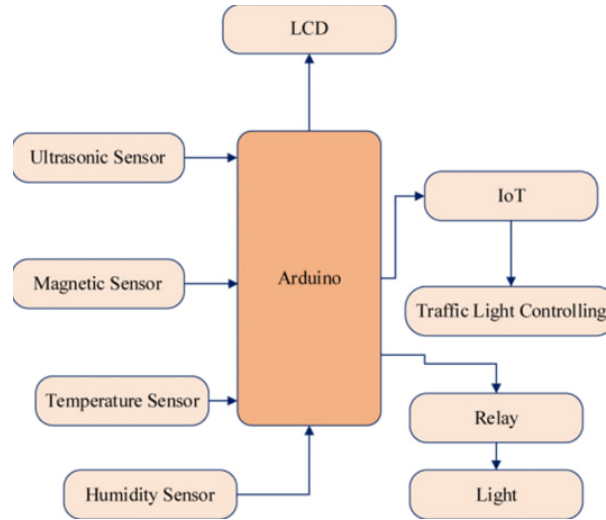 LCD
Ultrasonic Sensor
IoT
Magnetic Sensor
Arduino
Traffic Light Controlling
Temperature Sensor
Relay
Humidity Sensor
Light